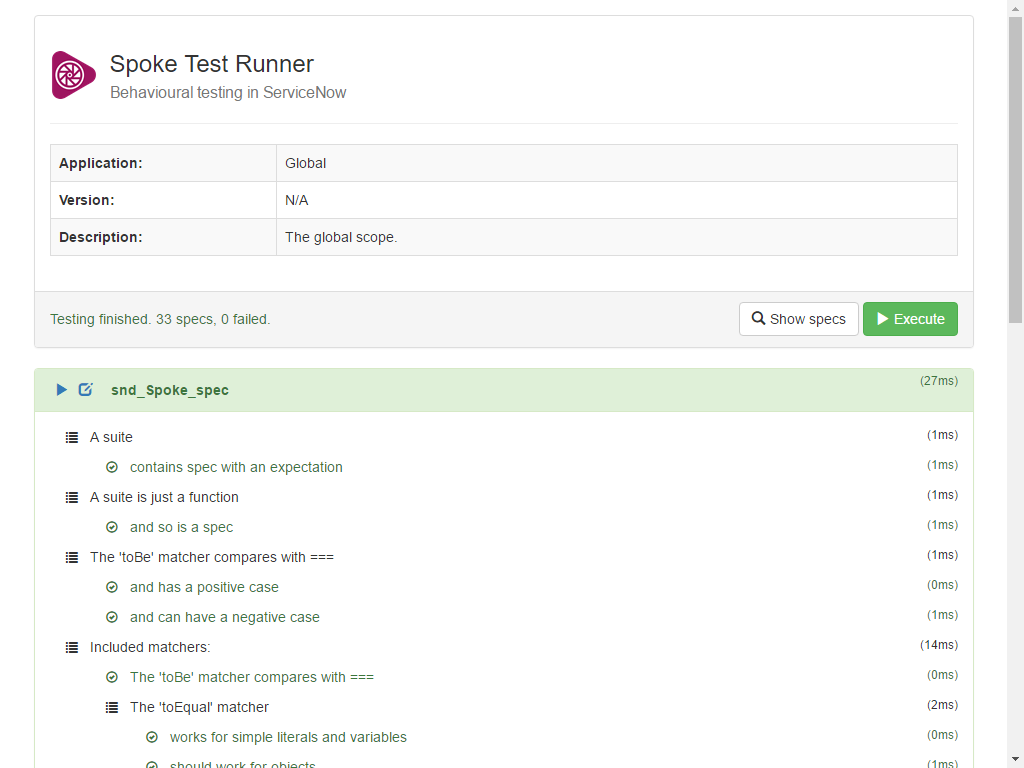 Spoke Test Runner
Behavioural testing in ServiceNow
Application: Global
Version: N/A
Description: The global scope.
Testing finished. 33 specs, 0 failed. Show specs Execute
snd_Spoke_spec (27ms)
A suite (1ms)
contains spec with an expectation (1ms)
A suite is just a function (1ms)
and so is a spec (1ms)
The 'toBe' matcher compares with === (1ms)
and has a positive case (0ms)
and can have a negative case (1ms)
Included matchers: (14ms)
The 'toBe' matcher compares with === (0ms)
The 'toEqual' matcher (2ms)
works for simple literals and variables (0ms)
should work for objects (1ms)